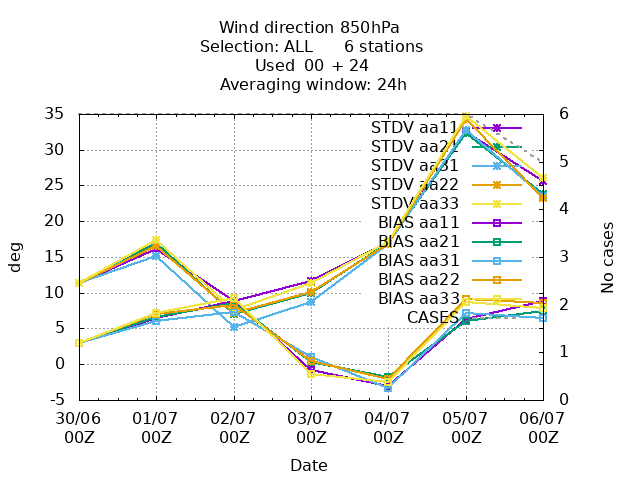 Wind direction 850hPa
Selection: ALL 6 stations
Used 00 + 24
Averaging window: 24h
35
30
25
20
15
10
5
0
-5
deg
6
5
4
3
2
1
0
No cases
STDV aa11
STDV aa21
STDV aa31
STDV aa22
STDV aa33
BIAS aa11
BIAS aa21
BIAS aa31
BIAS aa22
BIAS aa33
CASES
30/06 01/07 02/07 03/07 04/07 05/07 06/07
00Z 00Z 00Z 00Z 00Z 00Z 00Z
Date